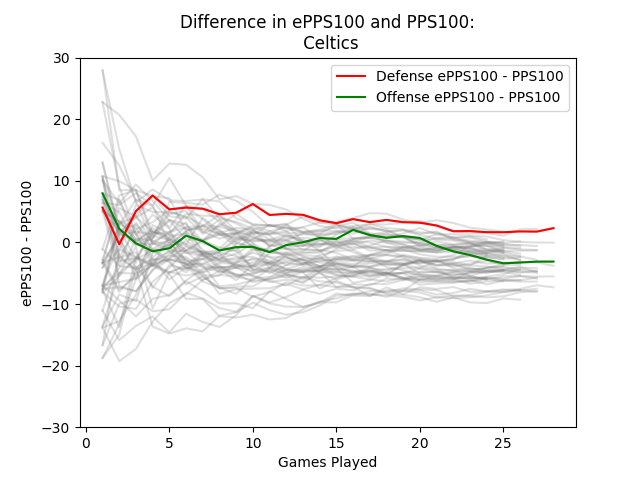 Difference in ePPS100 and PPS100:
Celtics
Defense ePPS100 - PPS100
Offense ePPS100 - PPS100
ePPS100 - PPS100
30
20
10
0
−10
−20
−30
0
5
10
15
20
25
Games Played